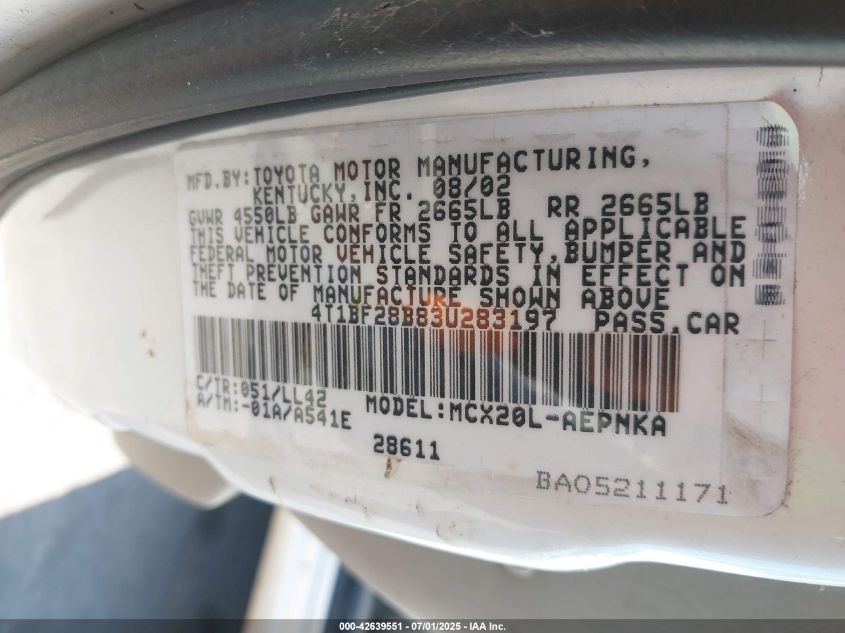 MFD.BY:TOYOTA MOTOR MANUFACTURING,
KENTUCKY,INC. 08/02
GVWR 4550LB GAWR FR 2665LB RR 2665LB
THIS VEHICLE CONFORMS TO ALL APPLICABLE
FEDERAL MOTOR VEHICLE SAFETY,BUMPER AND
THEFT PREVENTION STANDARDS IN EFFECT ON
THE DATE OF MANUFACTURE SHOWN ABOVE
4T1BF28B83U283197 PASS.CAR
C/TR:051/LL42
A/TM:-01A/A541E
MODEL:MCX20L-AEPNKA
28611
BA05211171
000-42639551 | 07/01/2025 - IAA Inc.